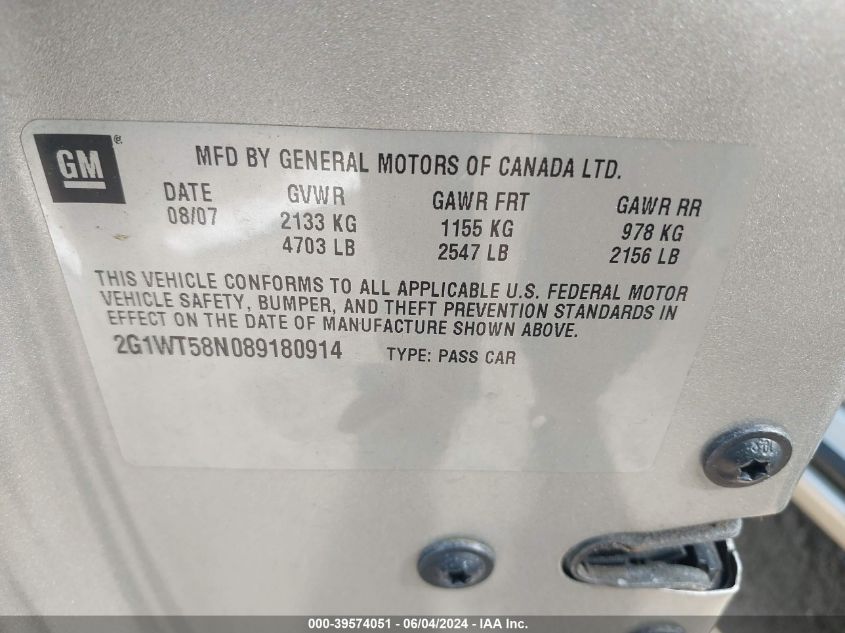 GM ®
MFD BY GENERAL MOTORS OF CANADA LTD.
DATE GVWR GAWR FRT GAWR RR
08/07 2133 KG 1155 KG 978 KG
4703 LB 2547 LB 2156 LB
THIS VEHICLE CONFORMS TO ALL APPLICABLE U.S. FEDERAL MOTOR
VEHICLE SAFETY, BUMPER, AND THEFT PREVENTION STANDARDS IN
EFFECT ON THE DATE OF MANUFACTURE SHOWN ABOVE.
2G1WT58N089180914 TYPE: PASS CAR
000-39574051 - 06/04/2024 - IAA Inc.